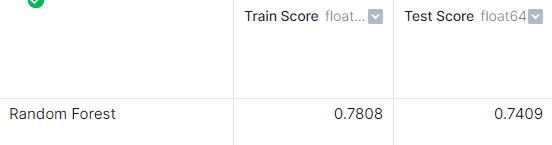 Train Score float... Test Score float64
Random Forest 0.7808 0.7409